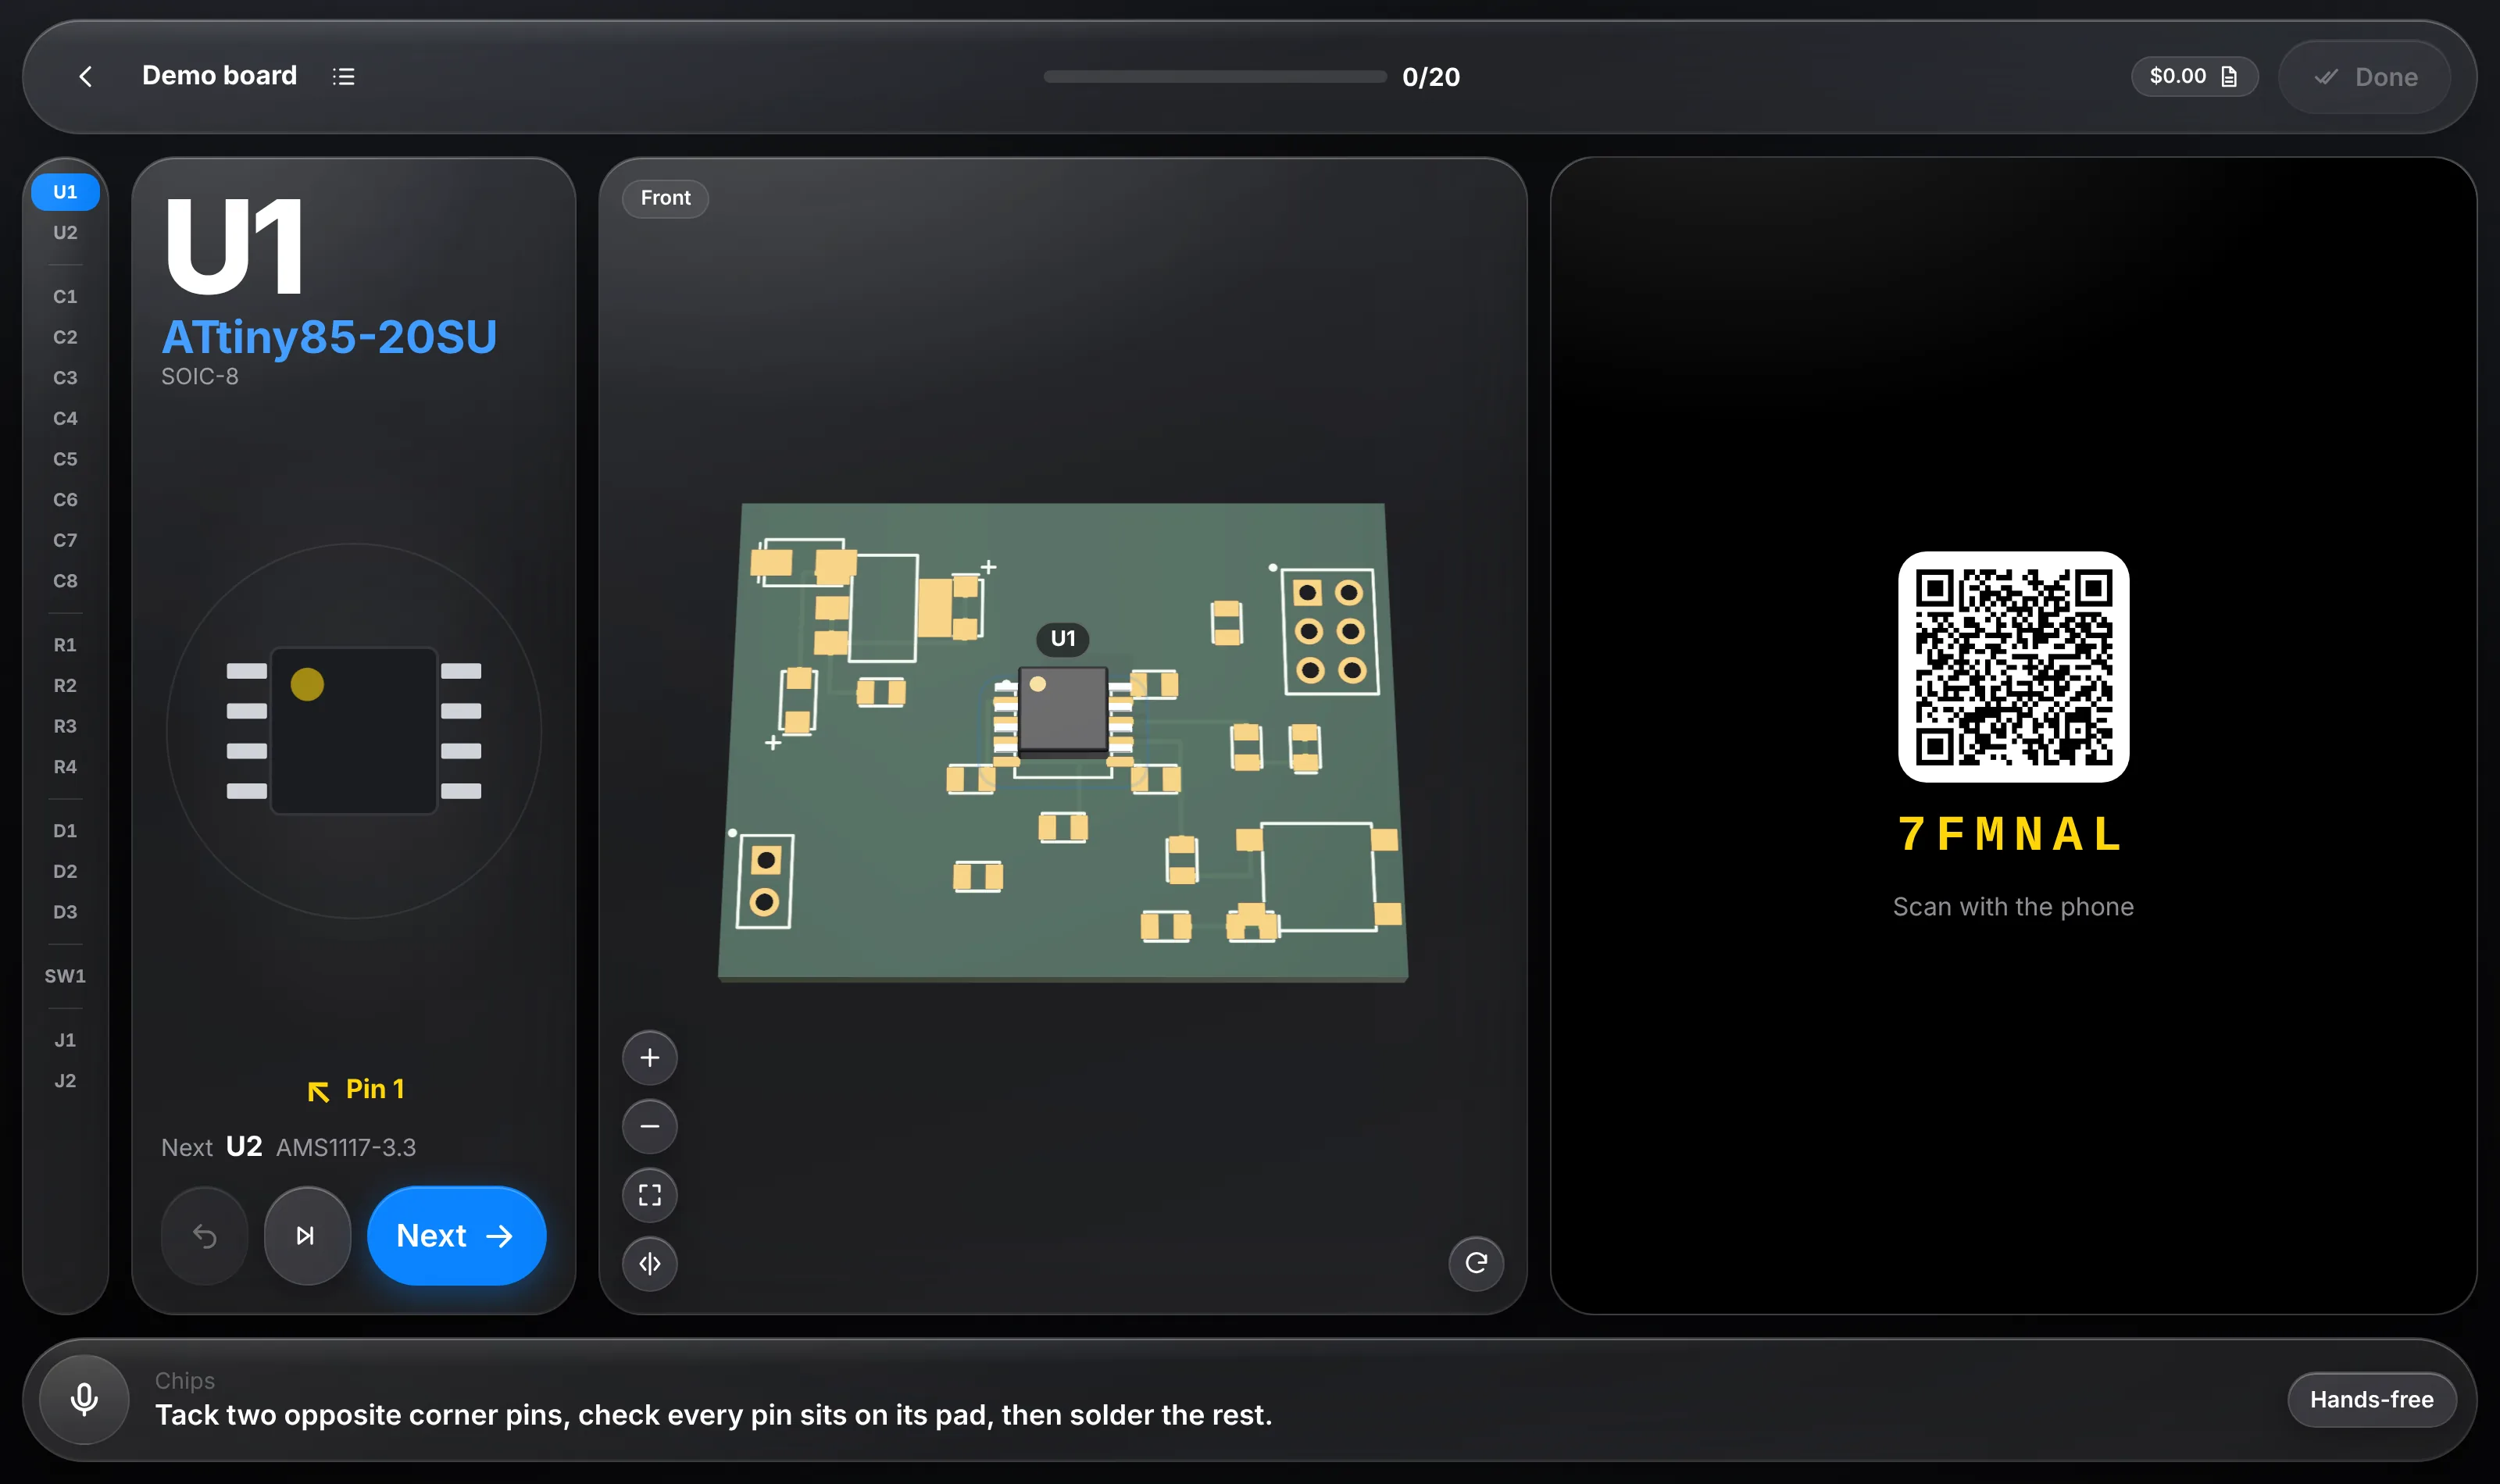 Demo board
0/20
$0.00
Done
U1
U2
C1
C2
C3
C4
C5
C6
C7
C8
R1
R2
R3
R4
D1
D2
D3
SW1
J1
J2
U1
ATtiny85-20SU
SOIC-8
Pin 1
Next U2 AMS1117-3.3
Next
Front
U1
+
+
7FMNAL
Scan with the phone
Chips
Tack two opposite corner pins, check every pin sits on its pad, then solder the rest.
Hands-free